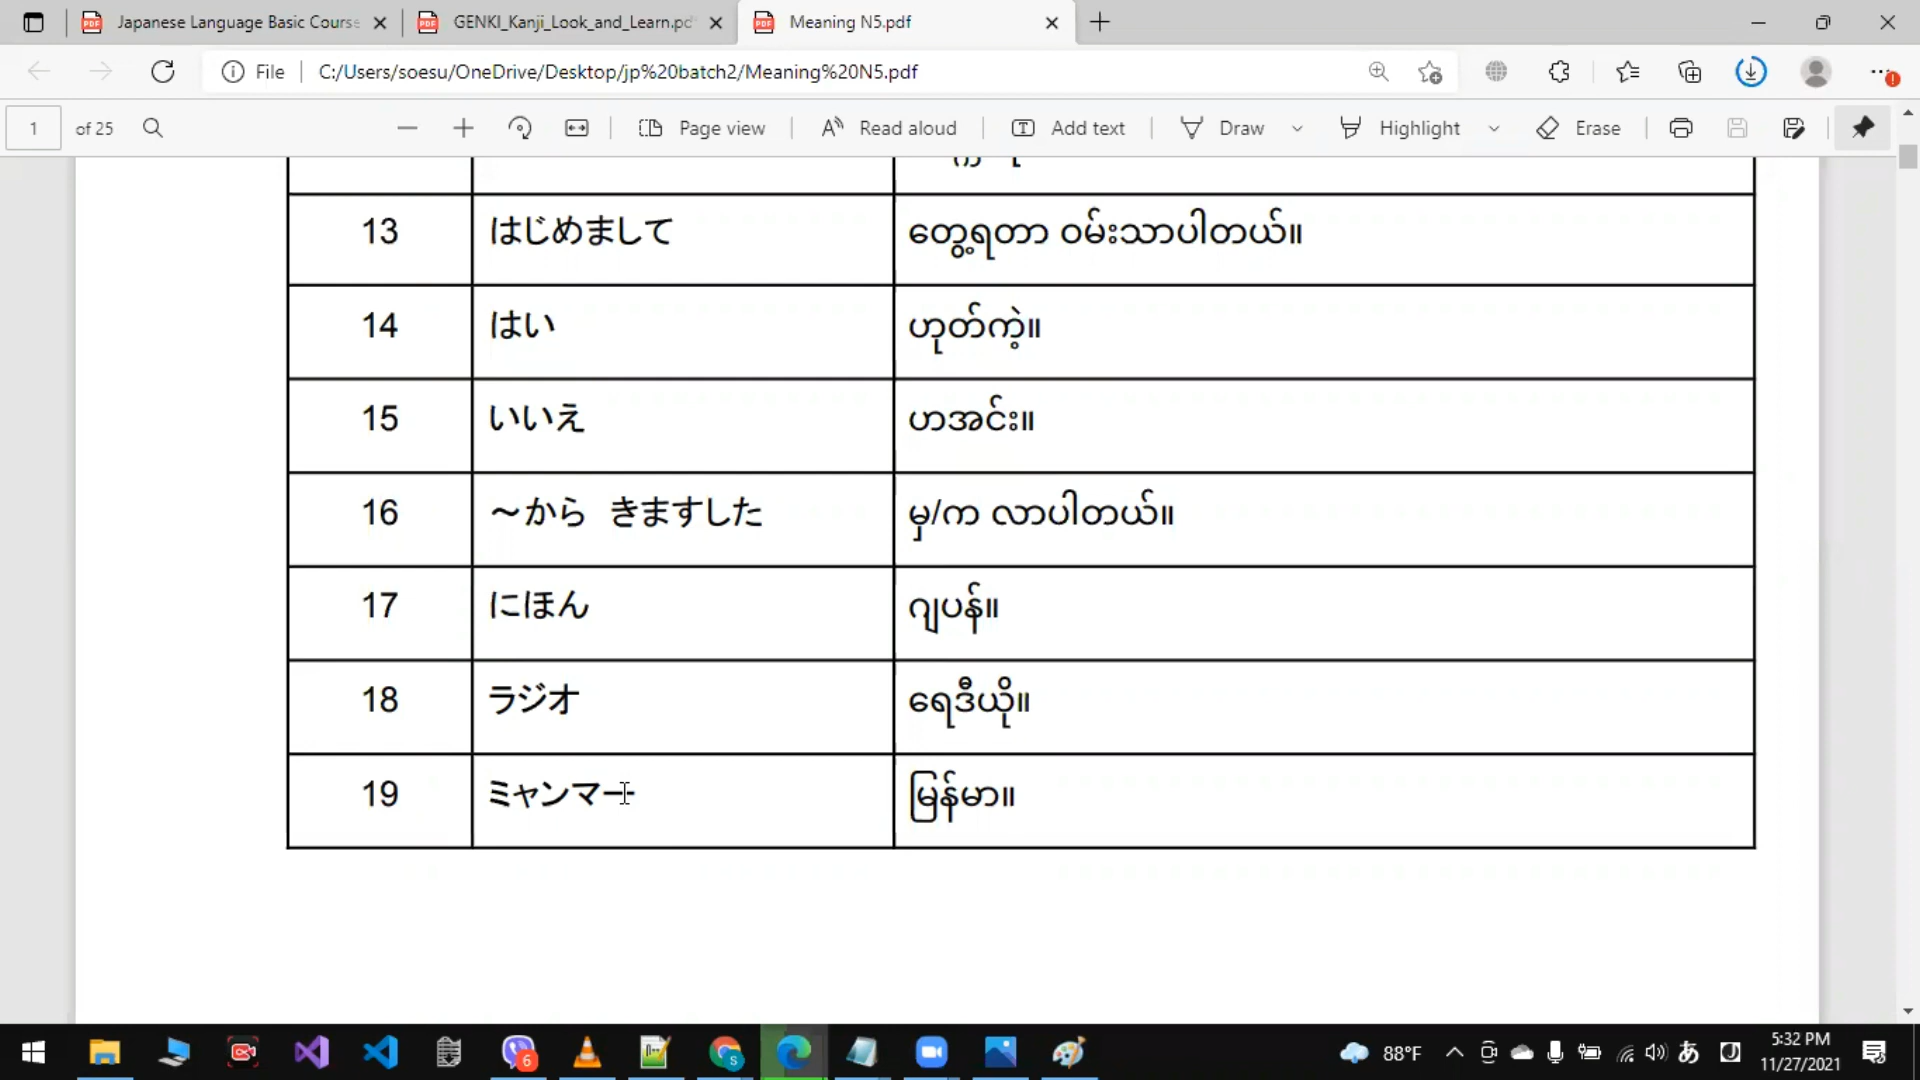 Japanese Language Basic Course
GENKI_Kanji_Look_and_Learn.pd
Meaning N5.pdf
File
C:/Users/soesu/OneDrive/Desktop/jp%20batch2/Meaning%20N5.pdf
1 of 25
Page view
Read aloud
Add text
Draw
Highlight
Erase
13 はじめまして တွေ့ရတာ ဝမ်းသာပါတယ်။
14 はい ဟုတ်ကဲ့။
15 いいえ ဟအင်း။
16 ～から　きますした မှ/က လာပါတယ်။
17 にほん ဂျပန်။
18 ラジオ ရေဒီယို။
19 ミャンマー မြန်မာ။
6
88°F
あ
5:32 PM
11/27/2021